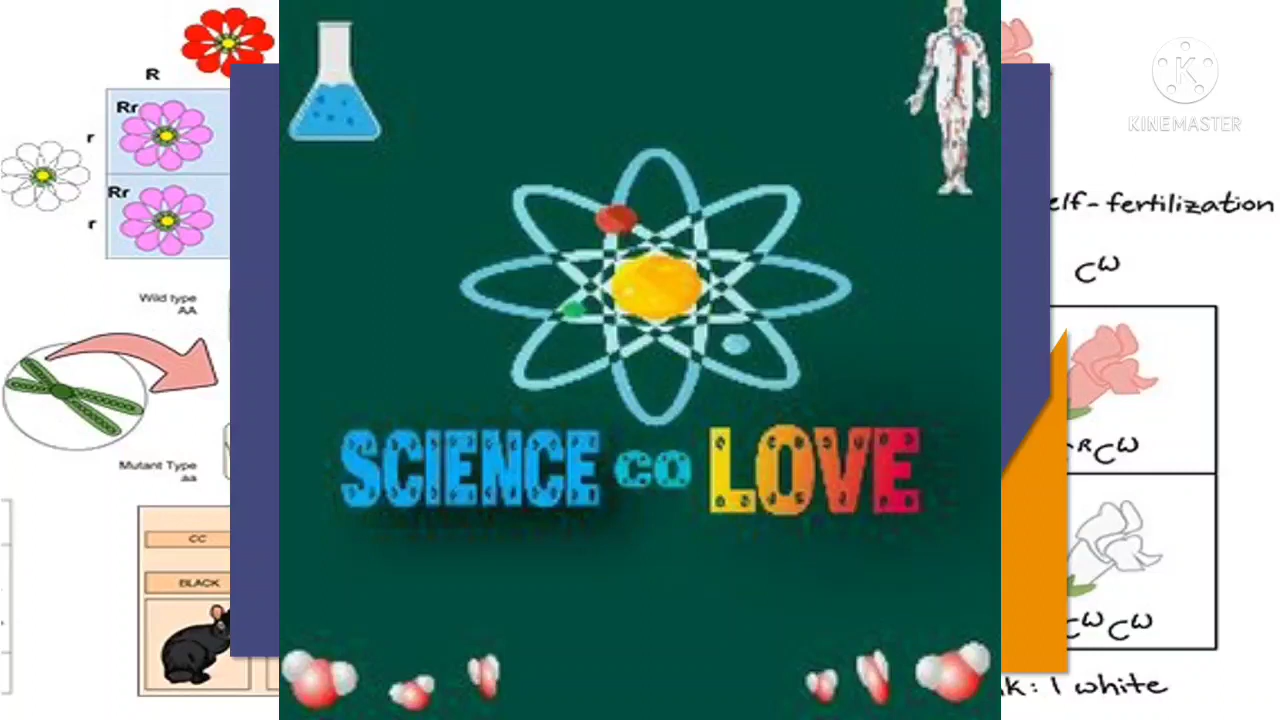 R
Rr
r
Rr
r
Wild type
AA
Mutant Type
aa
CC
BLACK
SCIENCE CO LOVE
KINEMASTER
elf-fertilization
Cᵂ
ᴿCᵂ
CᵂCᵂ
k: 1 white